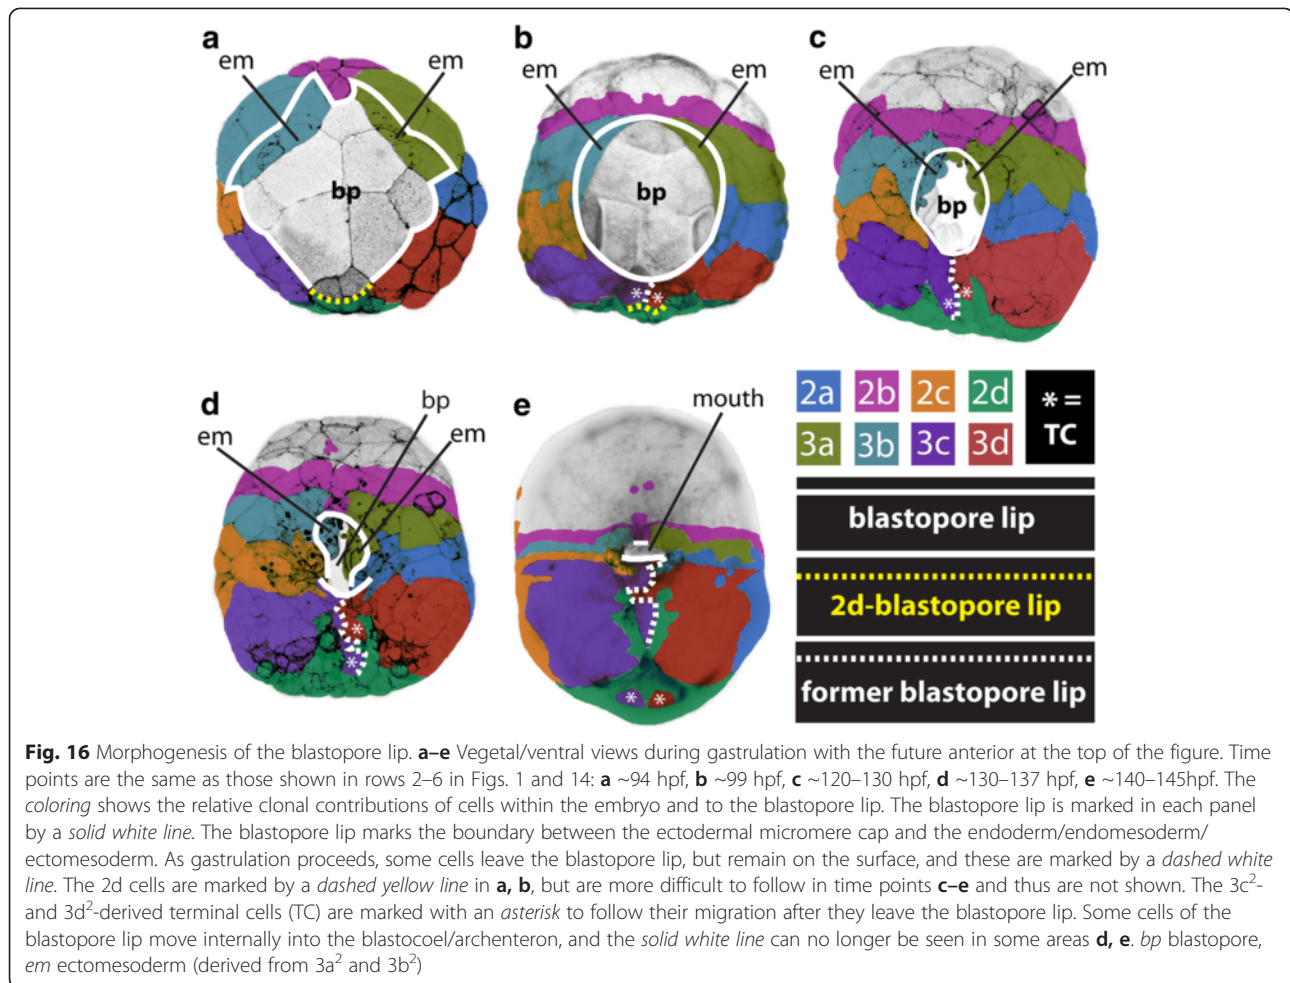 a
em
em
bp
b
em
em
bp
*
*
c
em
em
bp
*
*
d
bp
em
em
*
*
e
mouth
*
*
2a 2b 2c 2d
3a 3b 3c 3d
* =
TC
blastopore lip
2d-blastopore lip
former blastopore lip
Fig. 16 Morphogenesis of the blastopore lip. a–e Vegetal/ventral views during gastrulation with the future anterior at the top of the figure. Time
points are the same as those shown in rows 2–6 in Figs. 1 and 14: a ~94 hpf, b ~99 hpf, c ~120–130 hpf, d ~130–137 hpf, e ~140–145hpf. The
coloring shows the relative clonal contributions of cells within the embryo and to the blastopore lip. The blastopore lip is marked in each panel
by a solid white line. The blastopore lip marks the boundary between the ectodermal micromere cap and the endoderm/endomesoderm/
ectomesoderm. As gastrulation proceeds, some cells leave the blastopore lip, but remain on the surface, and these are marked by a dashed white
line. The 2d cells are marked by a dashed yellow line in a, b, but are more difficult to follow in time points c–e and thus are not shown. The 3c²-
and 3d²-derived terminal cells (TC) are marked with an asterisk to follow their migration after they leave the blastopore lip. Some cells of the
blastopore lip move internally into the blastocoel/archenteron, and the solid white line can no longer be seen in some areas d, e. bp blastopore,
em ectomesoderm (derived from 3a² and 3b²)